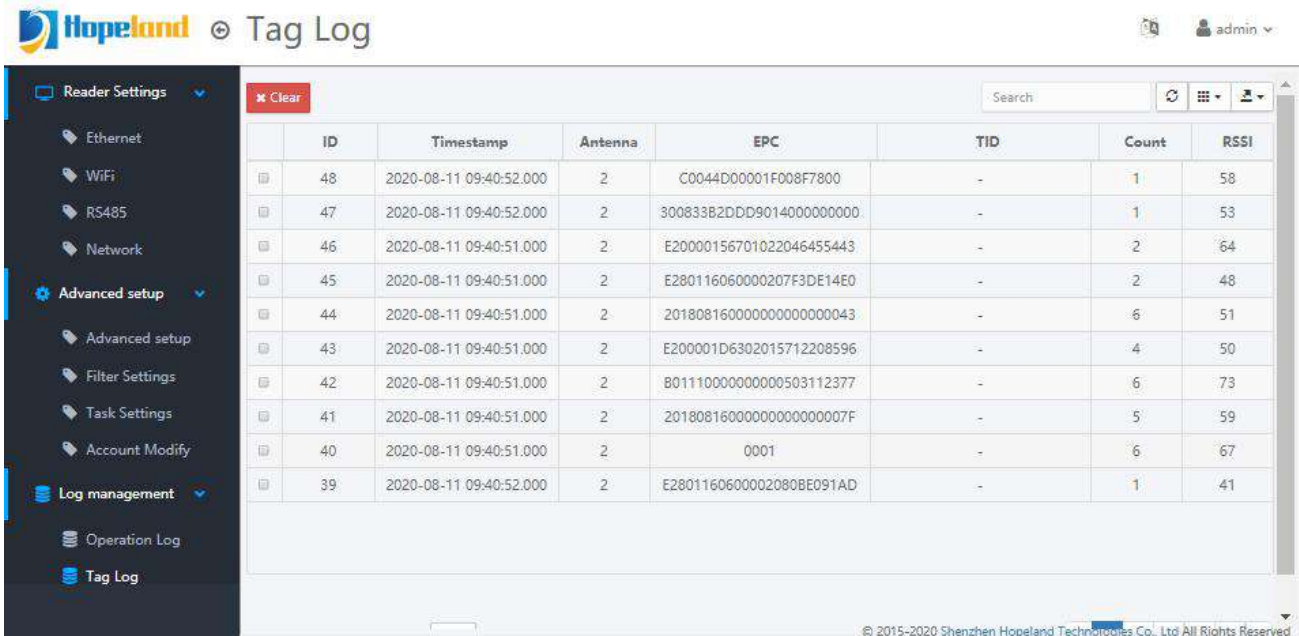 Hopeland Tag Log admin
Reader Settings
Ethernet
WiFi
RS485
Network
Advanced setup
Advanced setup
Filter Settings
Task Settings
Account Modify
Log management
Operation Log
Tag Log
Clear Search
ID Timestamp Antenna EPC TID Count RSSI
48 2020-08-11 09:40:52.000 2 C0044D00001F008F7800 - 1 58
47 2020-08-11 09:40:52.000 2 300833B2DDD9014000000000 - 1 53
46 2020-08-11 09:40:51.000 2 E20000156701022046455443 - 2 64
45 2020-08-11 09:40:51.000 2 E280116060000207F3DE14E0 - 2 48
44 2020-08-11 09:40:51.000 2 201808160000000000000043 - 6 51
43 2020-08-11 09:40:51.000 2 E200001D6302015712208596 - 4 50
42 2020-08-11 09:40:51.000 2 B01110000000000503112377 - 6 73
41 2020-08-11 09:40:51.000 2 20180816000000000000007F - 5 59
40 2020-08-11 09:40:51.000 2 0001 - 6 67
39 2020-08-11 09:40:52.000 2 E2801160600002080BE091AD - 1 41
© 2015-2020 Shenzhen Hopeland Technologies Co., Ltd All Rights Reserved